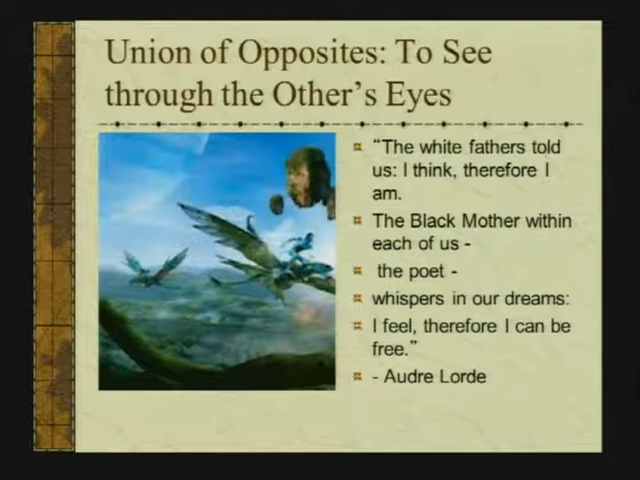 Union of Opposites: To See
through the Other's Eyes
“The white fathers told
us: I think, therefore I
am.
The Black Mother within
each of us -
the poet -
whispers in our dreams:
I feel, therefore I can be
free.”
- Audre Lorde